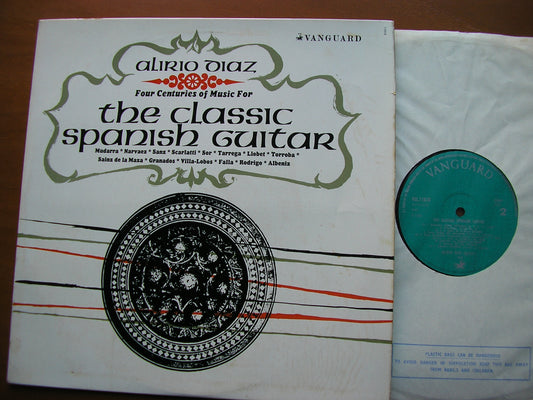 VANGUARD
ALIRIO DIAZ
Four Centuries of Music For
the classic
spanish guitar
Mudarra * Narvaez * Sanz * Scarlatti * Sor * Tarrega * Llobet * Torroba *
Sainz de la Maza * Granados * Villa-Lobos * Falla * Rodrigo * Albeniz
VANGUARD
2
PLASTIC BAGS CAN BE DANGEROUS
TO AVOID DANGER OF SUFFOCATION KEEP THIS BAG AWAY
FROM BABIES AND CHILDREN